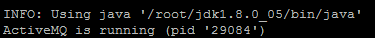 INFO: Using java '/root/jdk1.8.0_05/bin/java'
ActiveMQ is running (pid '29084')